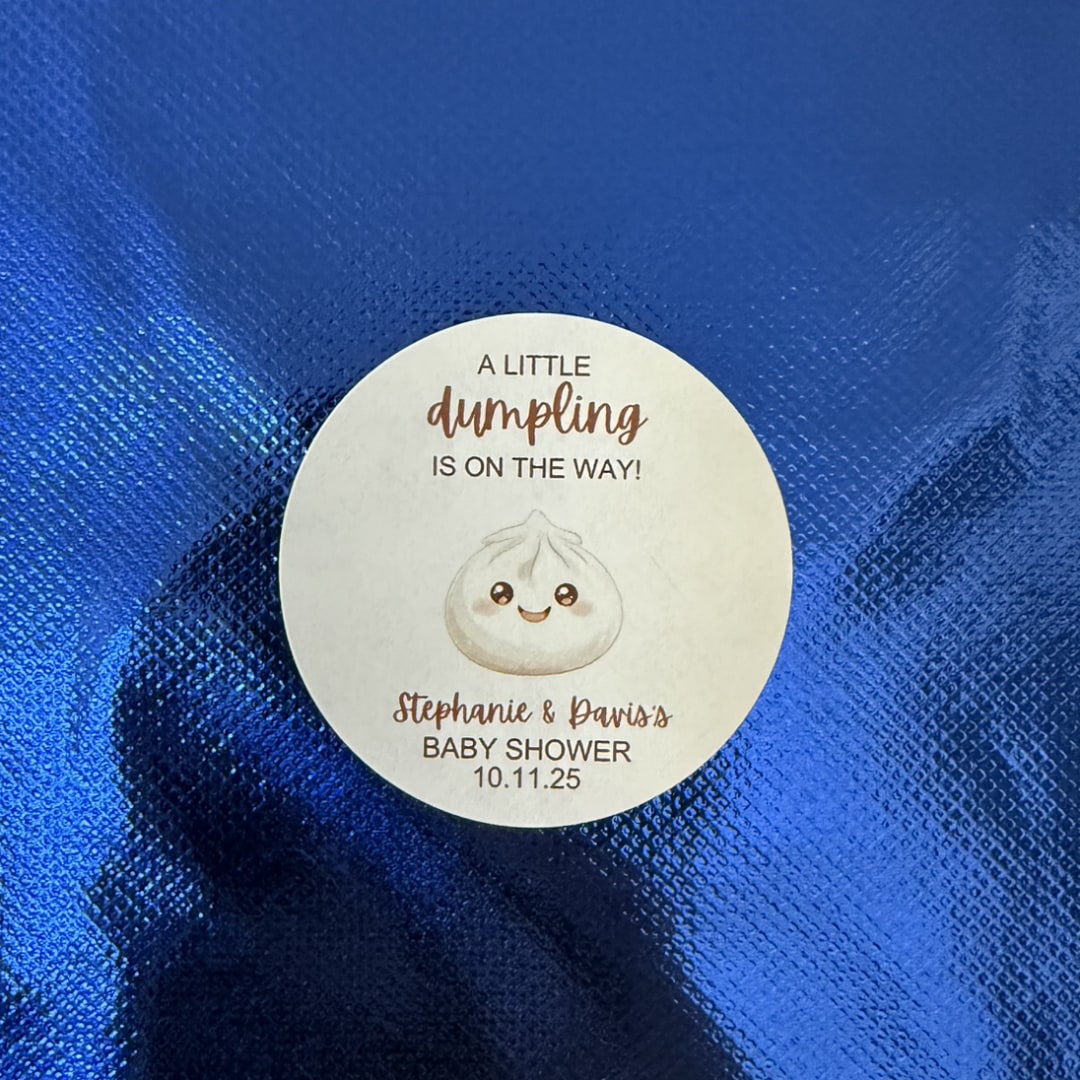 A LITTLE
dumpling
IS ON THE WAY!
Stephanie & Davis's
BABY SHOWER
10.11.25